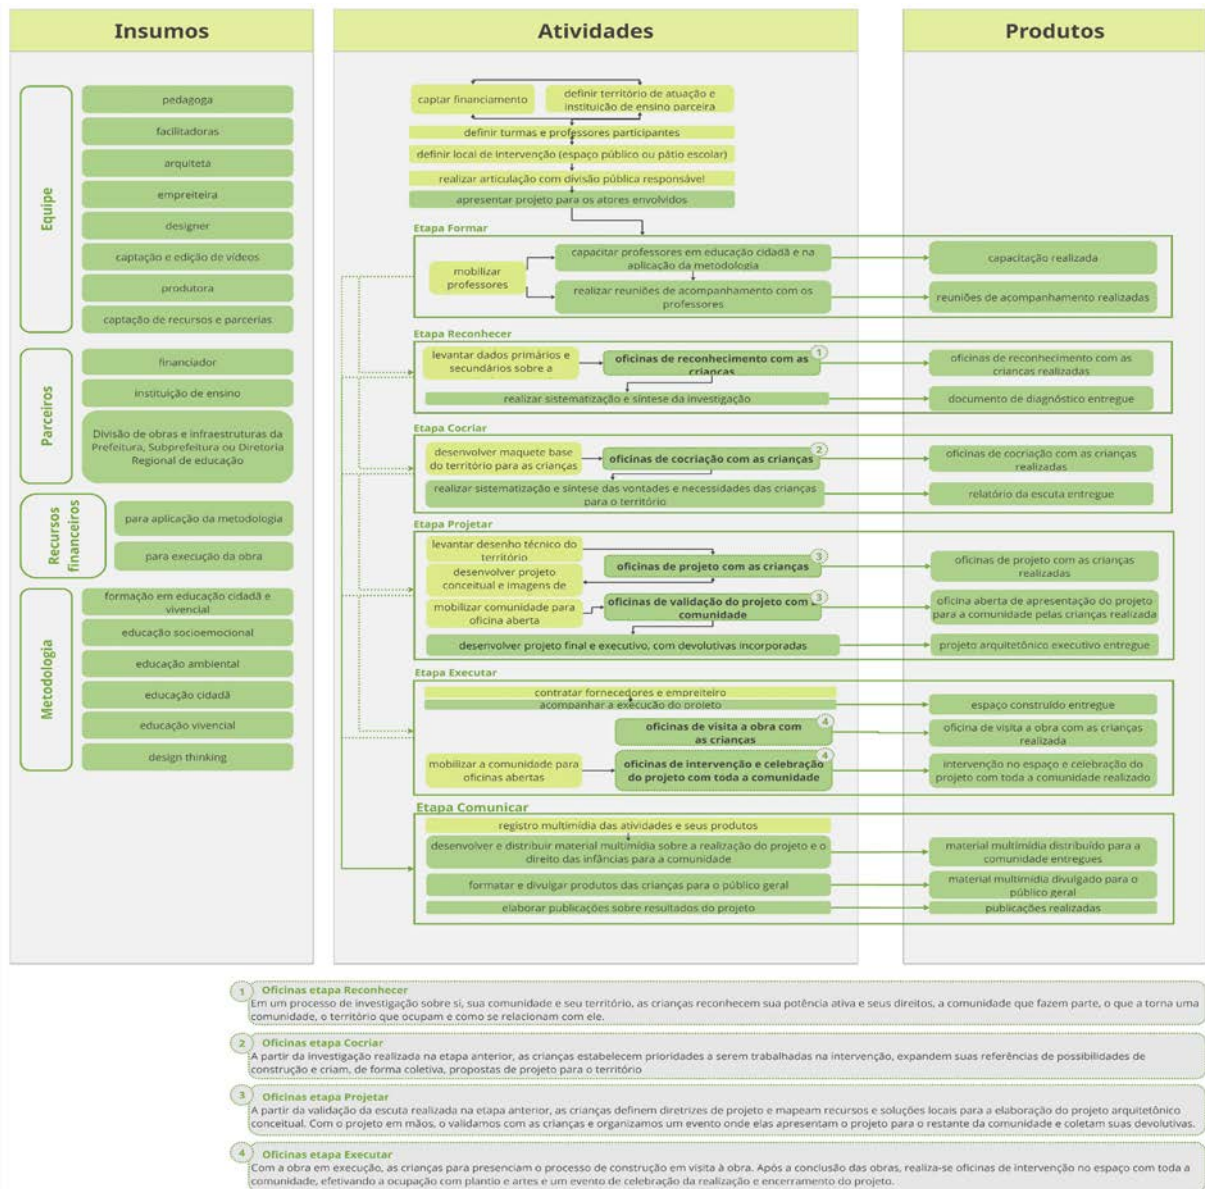 Insumos
Atividades
Produtos
Equipe
pedagoga
facilitadoras
arquiteta
empreiteira
designer
captação e edição de vídeos
produtora
captação de recursos e parcerias
Parceiros
financiador
instituição de ensino
Divisão de obras e infraestruturas da
Prefeitura, Subprefeitura ou Diretoria
Regional de educação
Recursos
financeiros
para aplicação da metodologia
para execução da obra
Metodologia
formação em educação cidadã e
vivencial
educação socioemocional
educação ambiental
educação cidadã
educação vivencial
design thinking
captar financiamento
definir território de atuação e
instituição de ensino parceira
definir turmas e professores participantes
definir local de intervenção (espaço público ou pátio escolar)
realizar articulação com divisão pública responsável
apresentar projeto para os atores envolvidos
Etapa Formar
mobilizar
professores
capacitar professores em educação cidadã e na
aplicação da metodologia
capacitação realizada
realizar reuniões de acompanhamento com os
professores
reuniões de acompanhamento realizadas
Etapa Reconhecer
levantar dados primários e
secundários sobre a
oficinas de reconhecimento com as
crianças
1
oficinas de reconhecimento com as
crianças realizadas
realizar sistematização e síntese da investigação
documento de diagnóstico entregue
Etapa Cocriar
desenvolver maquete base
do território para as crianças
oficinas de cocriação com as crianças
2
oficinas de cocriação com as crianças
realizadas
realizar sistematização e síntese das vontades e necessidades das crianças
para o território
relatório da escuta entregue
Etapa Projetar
levantar desenho técnico do
território
oficinas de projeto com as crianças
3
oficinas de projeto com as crianças
realizadas
desenvolver projeto
conceitual e imagens de
mobilizar comunidade para
oficina aberta
oficinas de validação do projeto com a
comunidade
3
oficina aberta de apresentação do projeto
para a comunidade pelas crianças realizada
desenvolver projeto final e executivo, com devolutivas incorporadas
projeto arquitetônico executivo entregue
Etapa Executar
contratar fornecedores e empreiteiro
acompanhar a execução do projeto
espaço construído entregue
oficinas de visita a obra com
as crianças
4
oficina de visita a obra com as crianças
realizada
mobilizar a comunidade para
oficinas abertas
oficinas de intervenção e celebração
do projeto com toda a comunidade
4
intervenção no espaço e celebração do
projeto com toda a comunidade realizado
Etapa Comunicar
registro multimídia das atividades e seus produtos
desenvolver e distribuir material multimídia sobre a realização do projeto e o
direito das infâncias para a comunidade
material multimídia distribuído para a
comunidade entregues
formatar e divulgar produtos das crianças para o público geral
material multimídia divulgado para o
público geral
elaborar publicações sobre resultados do projeto
publicações realizadas
1 Oficinas etapa Reconhecer
Em um processo de investigação sobre si, sua comunidade e seu território, as crianças reconhecem sua potência ativa e seus direitos, a comunidade que fazem parte, o que a torna uma
comunidade, o território que ocupam e como se relacionam com ele.
2 Oficinas etapa Cocriar
A partir da investigação realizada na etapa anterior, as crianças estabelecem prioridades a serem trabalhadas na intervenção, expandem suas referências de possibilidades de
construção e criam, de forma coletiva, propostas de projeto para o território
3 Oficinas etapa Projetar
A partir da validação da escuta realizada na etapa anterior, as crianças definem diretrizes de projeto e mapeam recursos e soluções locais para a elaboração do projeto arquitetônico
conceitual. Com o projeto em mãos, o validamos com as crianças e organizamos um evento onde elas apresentam o projeto para o restante da comunidade e coletam suas devolutivas.
4 Oficinas etapa Executar
Com a obra em execução, as crianças para presenciam o processo de construção em visita à obra. Após a conclusão das obras, realiza-se oficinas de intervenção no espaço com toda a
comunidade, efetivando a ocupação com plantio e artes e um evento de celebração da realização e encerramento do projeto.